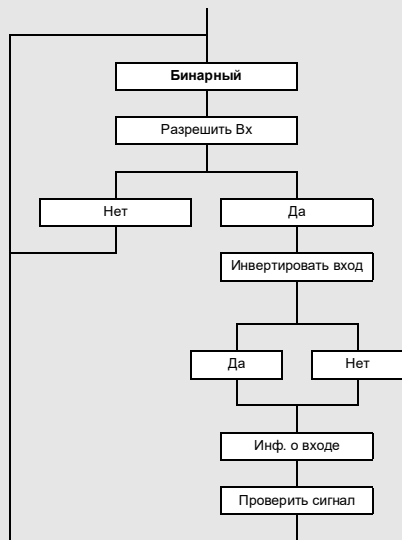 Бинарный
Разрешить Вх
Нет
Да
Инвертировать вход
Да
Нет
Инф. о входе
Проверить сигнал